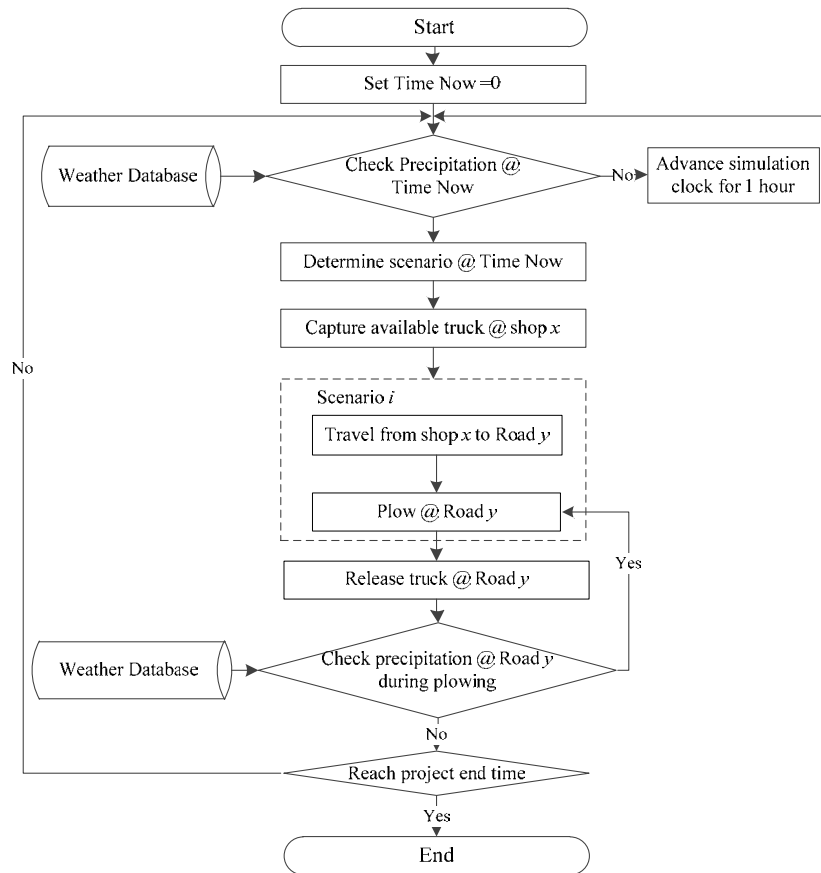 Start
Set Time Now =0
Weather Database
Check Precipitation @
Time Now
No
Advance simulation
clock for 1 hour
Determine scenario @ Time Now
Capture available truck @ shop x
No
Scenario i
Travel from shop x to Road y
Plow @ Road y
Yes
Release truck @ Road y
Weather Database
Check precipitation @ Road y
during plowing
No
Reach project end time
Yes
End